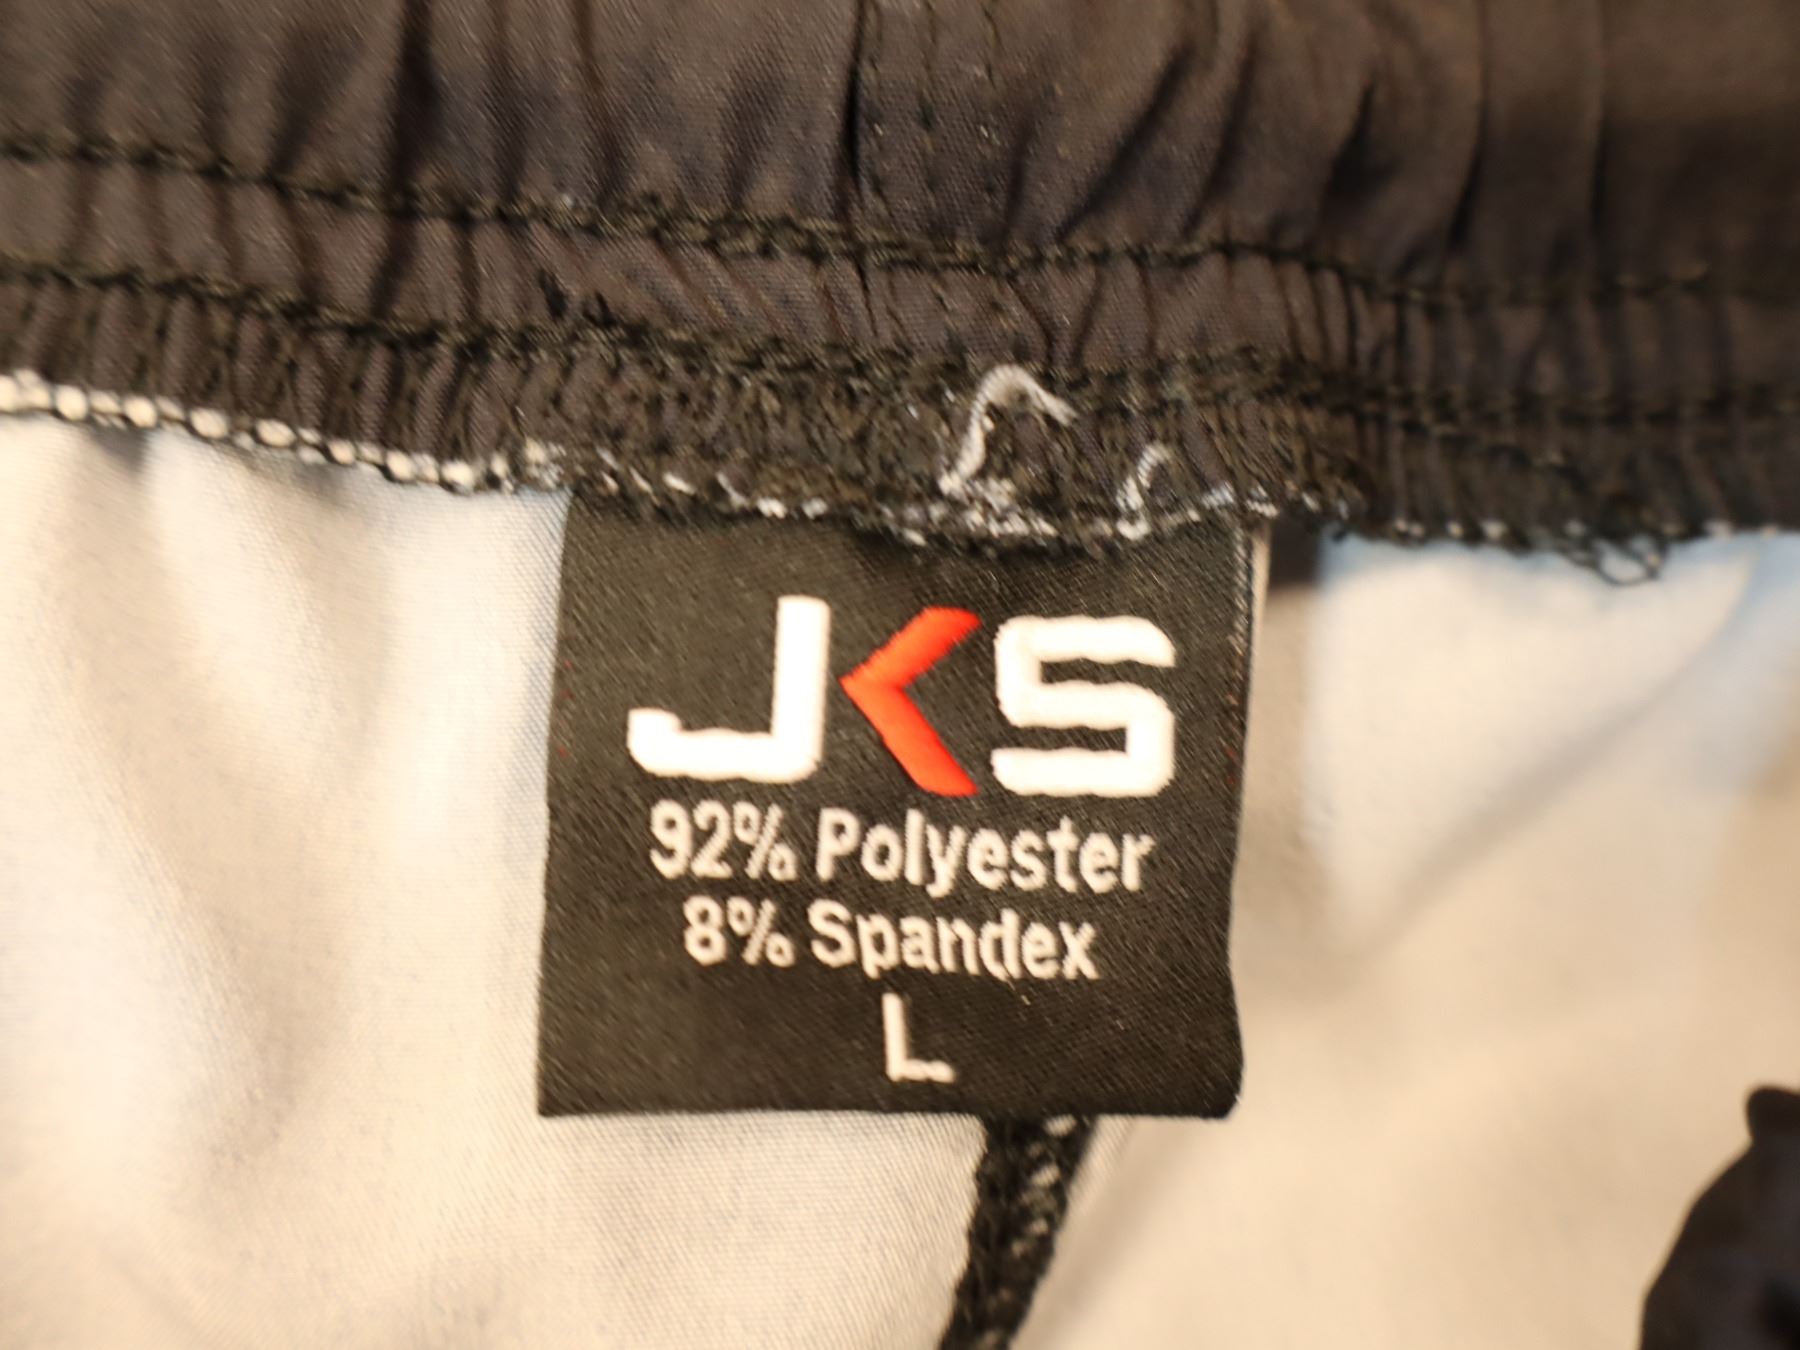 JKS
92% Polyester
8% Spandex
L